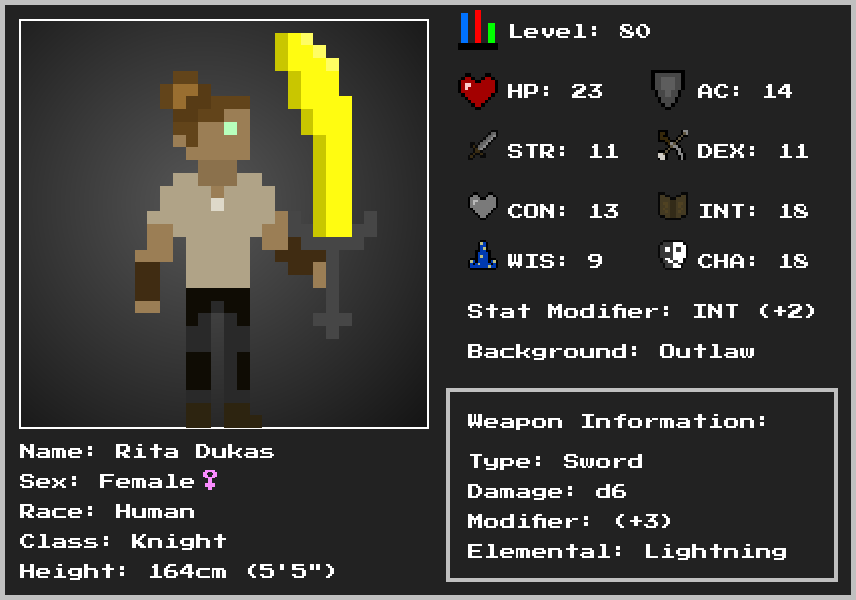 Level: 80
HP: 23 AC: 14
STR: 11 DEX: 11
CON: 13 INT: 18
WIS: 9 CHA: 18
Stat Modifier: INT (+2)
Background: Outlaw
Weapon Information:
Type: Sword
Damage: d6
Modifier: (+3)
Elemental: Lightning
Name: Rita Dukas
Sex: Female♀
Race: Human
Class: Knight
Height: 164cm (5'5")